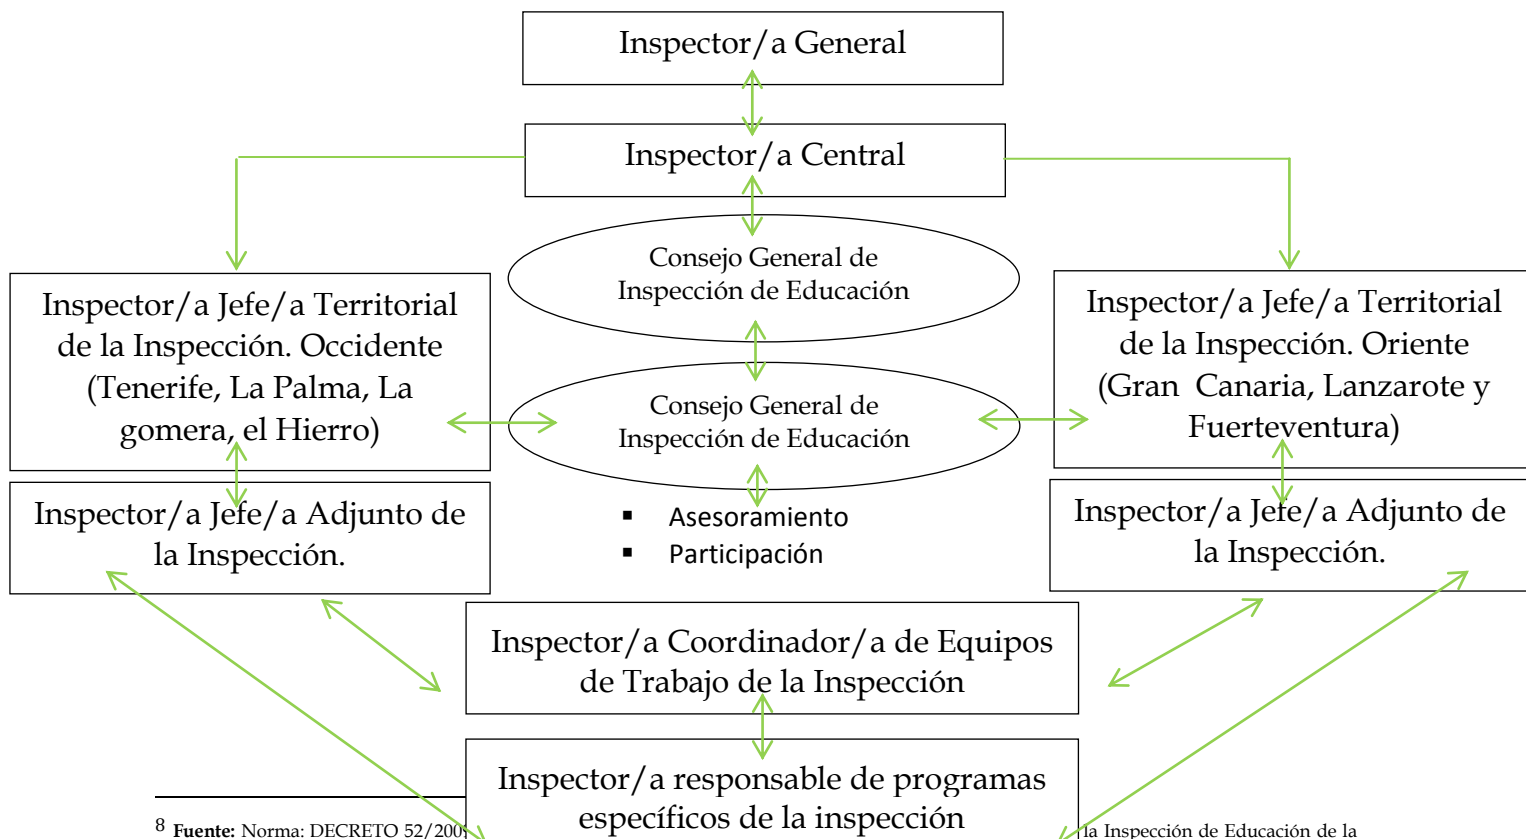 Inspector/a General
Inspector/a Central
Consejo General de
Inspección de Educación
Inspector/a Jefe/a Territorial
de la Inspección. Occidente
(Tenerife, La Palma, La
gomera, el Hierro)
Consejo General de
Inspección de Educación
Inspector/a Jefe/a Territorial
de la Inspección. Oriente
(Gran Canaria, Lanzarote y
Fuerteventura)
Inspector/a Jefe/a Adjunto de
la Inspección.
▪ Asesoramiento
▪ Participación
Inspector/a Jefe/a Adjunto de
la Inspección.
Inspector/a Coordinador/a de Equipos
de Trabajo de la Inspección
Inspector/a responsable de programas
específicos de la inspección
8 Fuente: Norma: DECRETO 52/200 la Inspección de Educación de la